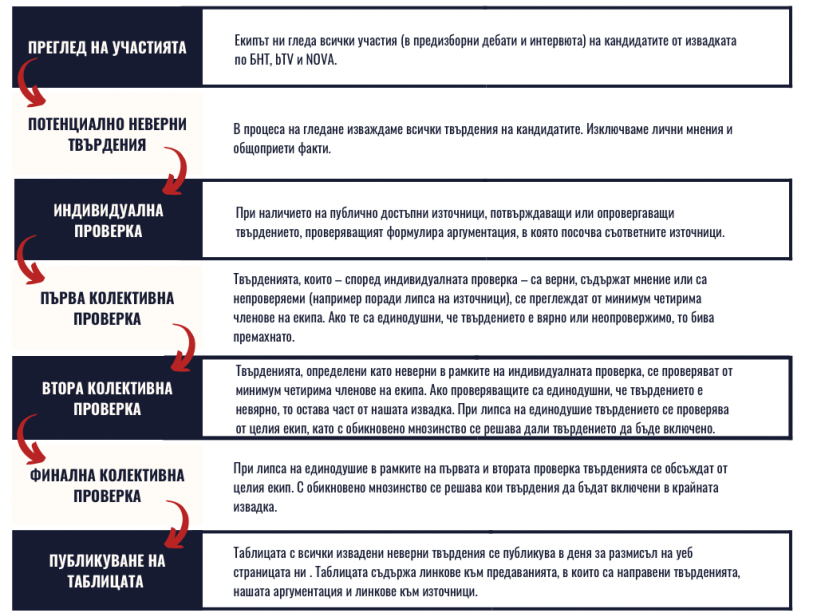 ПРЕГЛЕД НА УЧАСТИЯТА
Екипът ни гледа всички участия (в предизборни дебати и интервюта) на кандидатите от извадката
по БНТ, bTV и NOVA.
ПОТЕНЦИАЛНО НЕВЕРНИ
ТВЪРДЕНИЯ
В процеса на гледане изваждаме всички твърдения на кандидатите. Изключваме лични мнения и
общоприети факти.
ИНДИВИДУАЛНА
ПРОВЕРКА
При наличието на публично достъпни източници, потвърждаващи или опровергаващи
твърдението, проверяващият формулира аргументация, в която посочва съответните източници.
ПЪРВА КОЛЕКТИВНА
ПРОВЕРКА
Твърденията, които – според индивидуалната проверка – са верни, съдържат мнение или са
непроверяеми (например поради липса на източници), се преглеждат от минимум четирима
членове на екипа. Ако те са единодушни, че твърдението е вярно или неопровержимо, то бива
премахнато.
ВТОРА КОЛЕКТИВНА
ПРОВЕРКА
Твърденията, определени като неверни в рамките на индивидуалната проверка, се проверяват от
минимум четирима членове на екипа. Ако проверяващите са единодушни, че твърдението е
невярно, то остава част от нашата извадка. При липса на единодушие твърдението се проверява
от целия екип, като с обикновено мнозинство се решава дали твърдението да бъде включено.
ФИНАЛНА КОЛЕКТИВНА
ПРОВЕРКА
При липса на единодушие в рамките на първата и втората проверка твърденията се обсъждат от
целия екип. С обикновено мнозинство се решава кои твърдения да бъдат включени в крайната
извадка.
ПУБЛИКУВАНЕ НА
ТАБЛИЦАТА
Таблицата с всички извадени неверни твърдения се публикува в деня за размисъл на уеб
страницата ни . Таблицата съдържа линкове към предаванията, в които са направени твърденията,
нашата аргументация и линкове към източници.